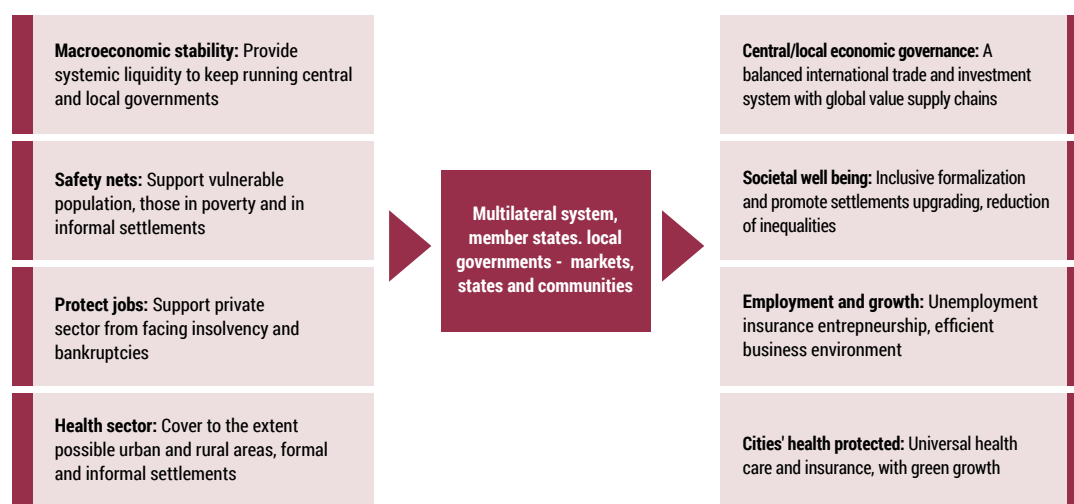 Macroeconomic stability: Provide
systemic liquidity to keep running central
and local governments
Safety nets: Support vulnerable
population, those in poverty and in
informal settlements
Protect jobs: Support private
sector from facing insolvency and
bankruptcies
Health sector: Cover to the extent
possible urban and rural areas, formal
and informal settlements
Multilateral system,
member states. local
governments - markets,
states and communities
Central/local economic governance: A
balanced international trade and investment
system with global value supply chains
Societal well being: Inclusive formalization
and promote settlements upgrading, reduction
of inequalities
Employment and growth: Unemployment
insurance entrepneurship, efficient
business environment
Cities' health protected: Universal health
care and insurance, with green growth